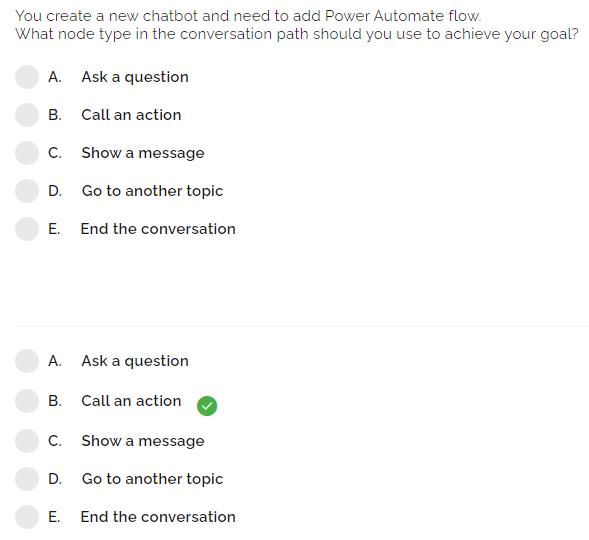 You create a new chatbot and need to add Power Automate flow.
What node type in the conversation path should you use to achieve your goal?
A. Ask a question
B. Call an action
C. Show a message
D. Go to another topic
E. End the conversation
A. Ask a question
B. Call an action
C. Show a message
D. Go to another topic
E. End the conversation